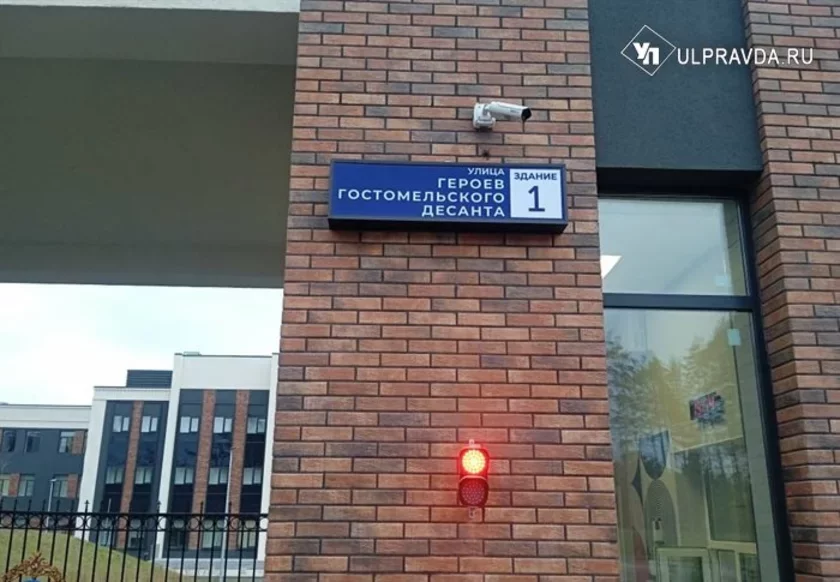 УП ULPRAVDA.RU
УЛИЦА
ГЕРОЕВ
ГОСТОМЕЛЬСКОГО
ДЕСАНТА
ЗДАНИЕ
1